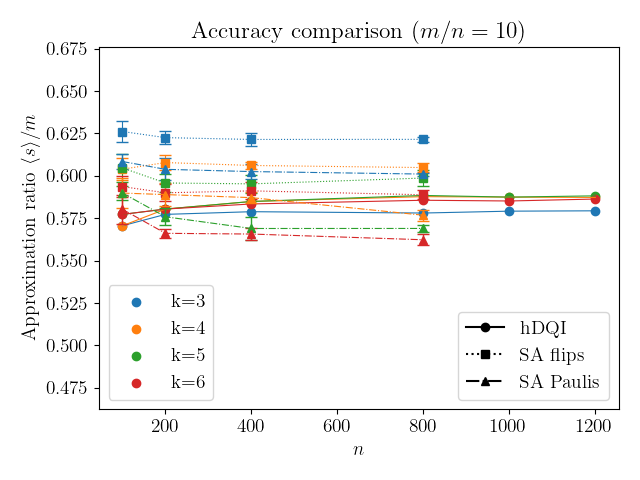 Accuracy comparison (m/n = 10)
Approximation ratio ⟨s⟩/m
0.675
0.650
0.625
0.600
0.575
0.550
0.525
0.500
0.475
k=3
k=4
k=5
k=6
hDQI
SA flips
SA Paulis
200 400 600 800 1000 1200
n